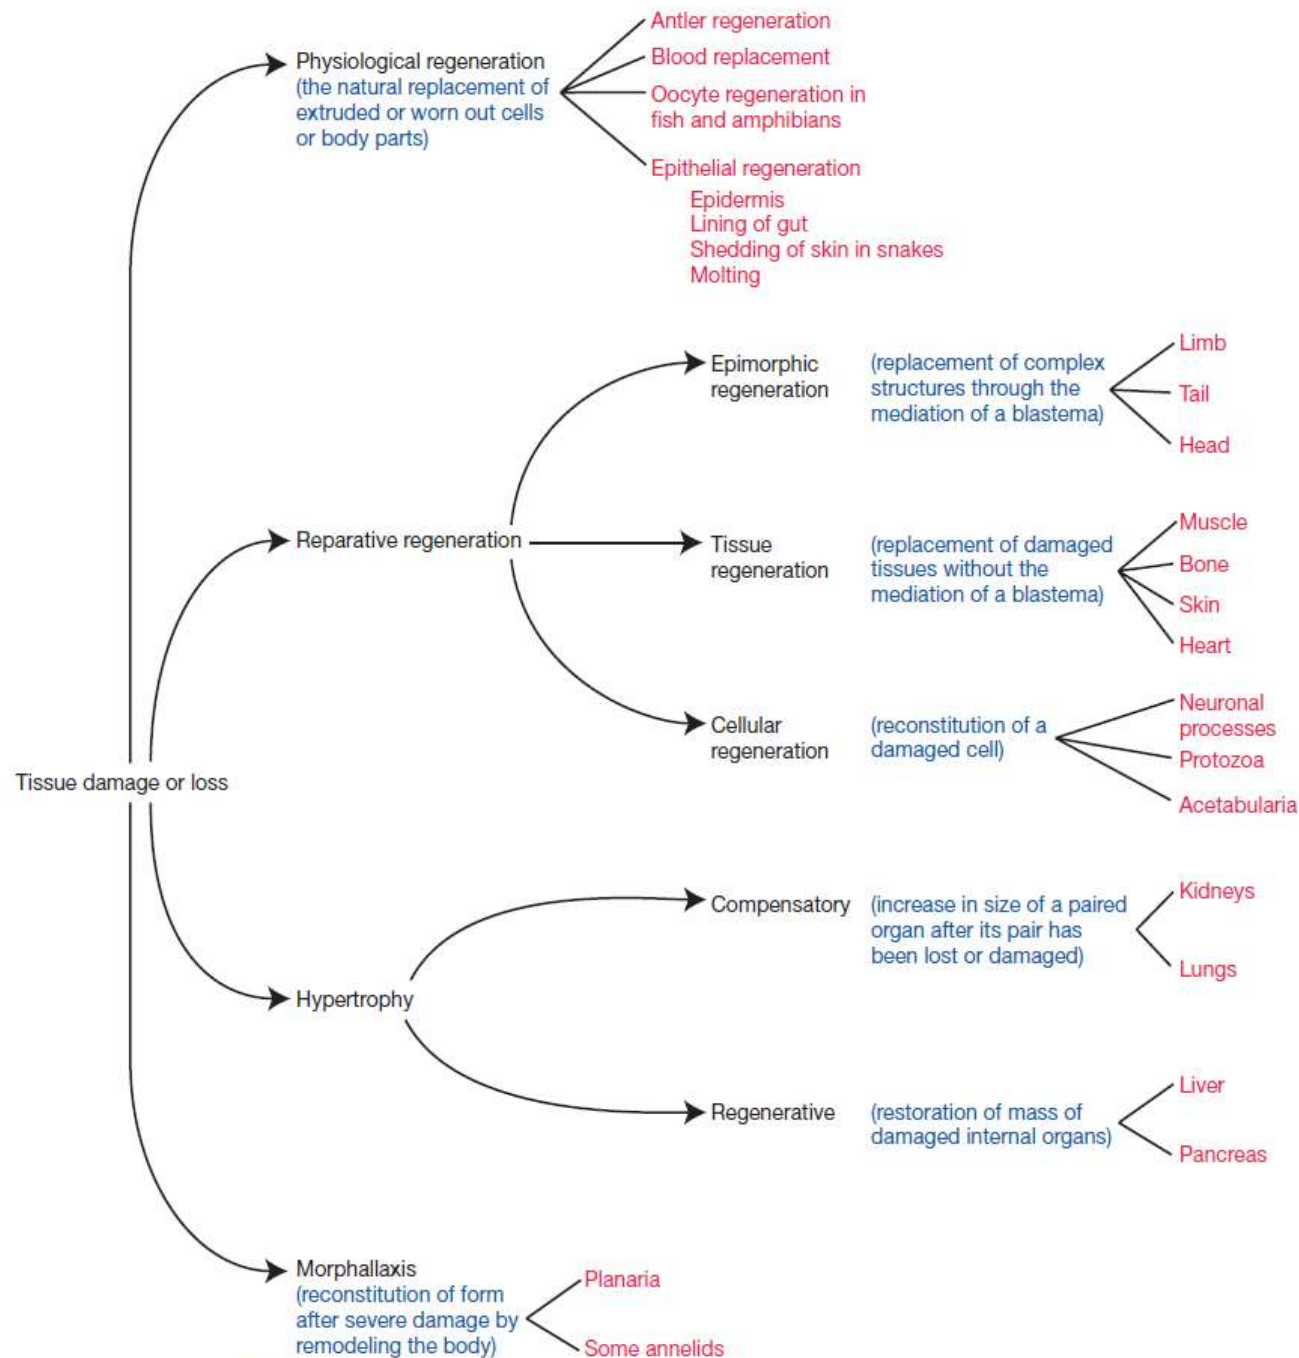 Antler regeneration
Physiological regeneration
(the natural replacement of
extruded or worn out cells
or body parts)
Blood replacement
Oocyte regeneration in
fish and amphibians
Epithelial regeneration
Epidermis
Lining of gut
Shedding of skin in snakes
Molting
Reparative regeneration
Epimorphic
regeneration
(replacement of complex
structures through the
mediation of a blastema)
Limb
Tail
Head
Tissue
regeneration
(replacement of damaged
tissues without the
mediation of a blastema)
Muscle
Bone
Skin
Heart
Cellular
regeneration
(reconstitution of a
damaged cell)
Neuronal
processes
Protozoa
Acetabularia
Tissue damage or loss
Hypertrophy
Compensatory
(increase in size of a paired
organ after its pair has
been lost or damaged)
Kidneys
Lungs
Regenerative
(restoration of mass of
damaged internal organs)
Liver
Pancreas
Morphallaxis
(reconstitution of form
after severe damage by
remodeling the body)
Planaria
Some annelids